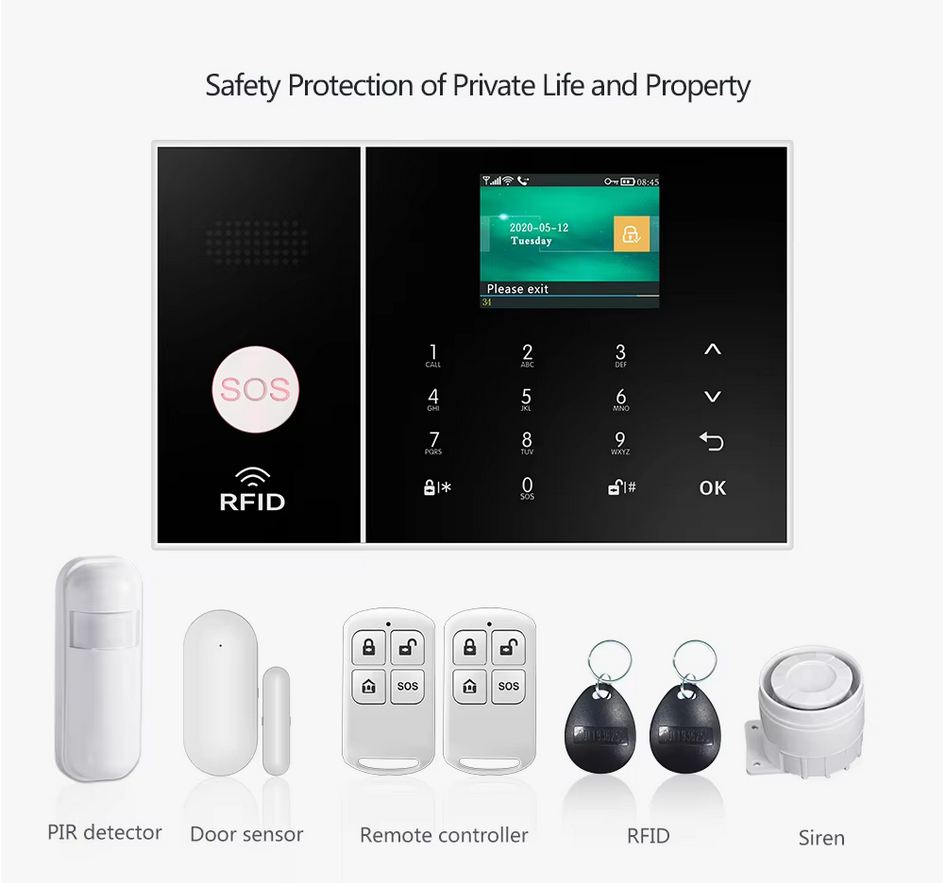 Safety Protection of Private Life and Property
08:45
2020-05-12
Tuesday
Please exit
34
1 2 3
CALL ABC DEF
4 5 6
GHI JKL MNO
SOS
7 8 9
PQRS TUV WXYZ
|* 0 |# OK
SOS
RFID
SOS SOS
PIR detector Door sensor Remote controller RFID Siren